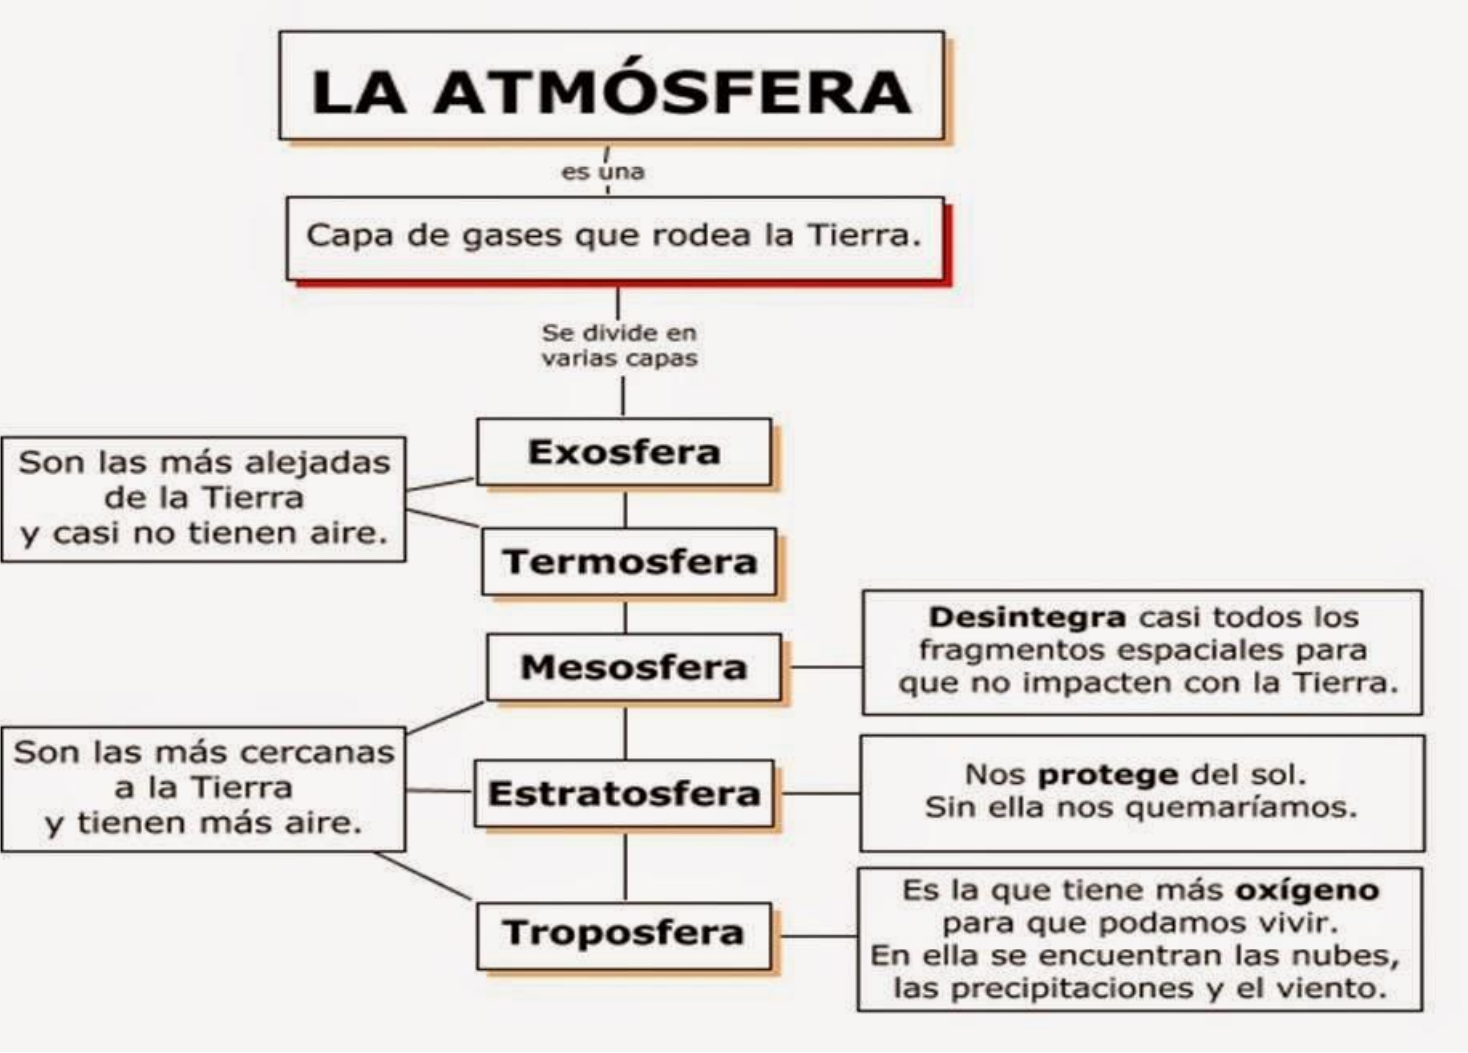 LA ATMÓSFERA
es una
Capa de gases que rodea la Tierra.
Se divide en
varias capas
Exosfera
Son las más alejadas
de la Tierra
y casi no tienen aire.
Termosfera
Mesosfera
Desintegra casi todos los
fragmentos espaciales para
que no impacten con la Tierra.
Son las más cercanas
a la Tierra
y tienen más aire.
Estratosfera
Nos protege del sol.
Sin ella nos quemaríamos.
Troposfera
Es la que tiene más oxígeno
para que podamos vivir.
En ella se encuentran las nubes,
las precipitaciones y el viento.